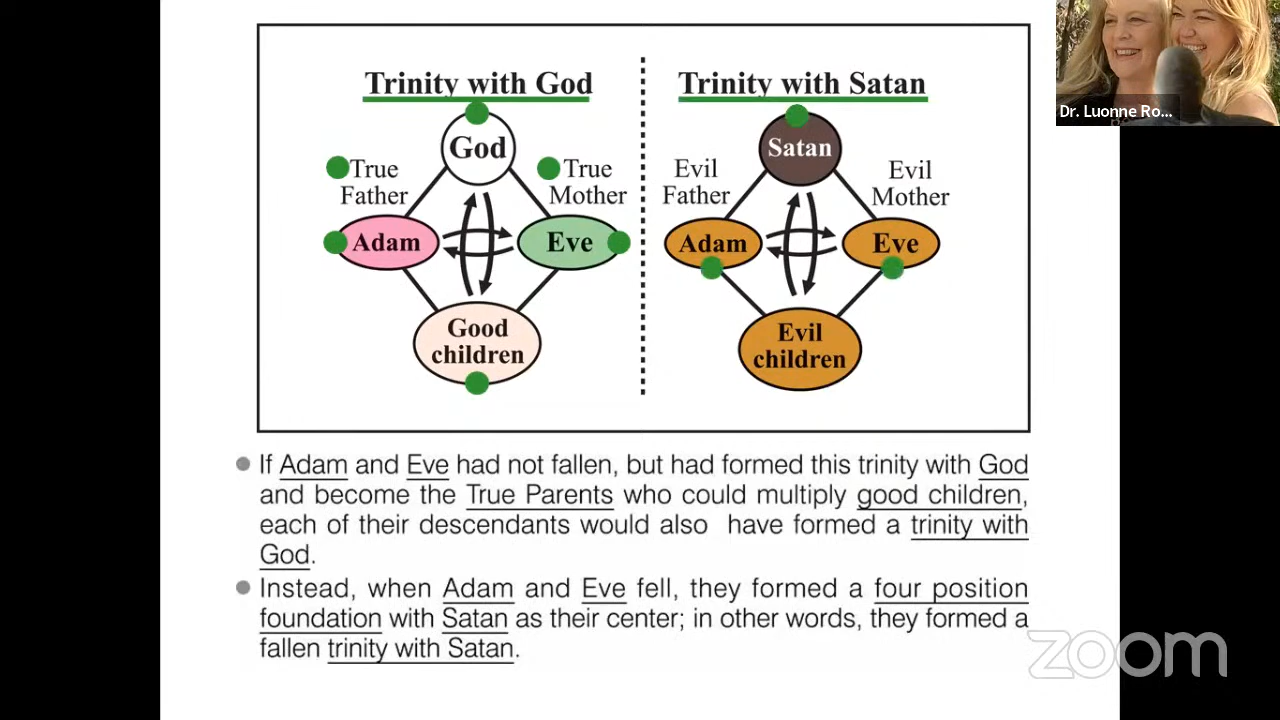 Trinity with God
God
True
Father
True
Mother
Adam
Eve
Good
children
Trinity with Satan
Satan
Evil
Father
Evil
Mother
Adam
Eve
Evil
children
If Adam and Eve had not fallen, but had formed this trinity with God
and become the True Parents who could multiply good children,
each of their descendants would also have formed a trinity with
God.
Instead, when Adam and Eve fell, they formed a four position
foundation with Satan as their center; in other words, they formed a
fallen trinity with Satan.
Dr. Luonne Ro...
zoom